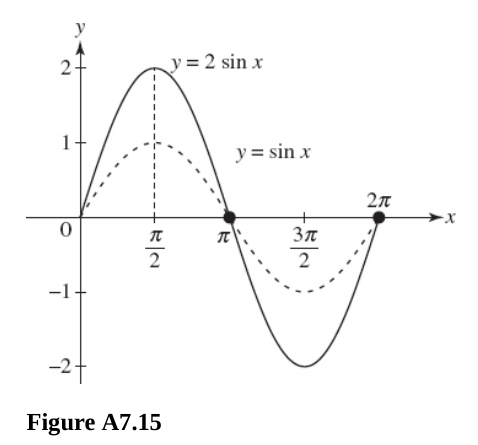 y
2
y = 2 sin x
1
y = sin x
2π
x
0
π/2
π
3π/2
−1
−2
Figure A7.15